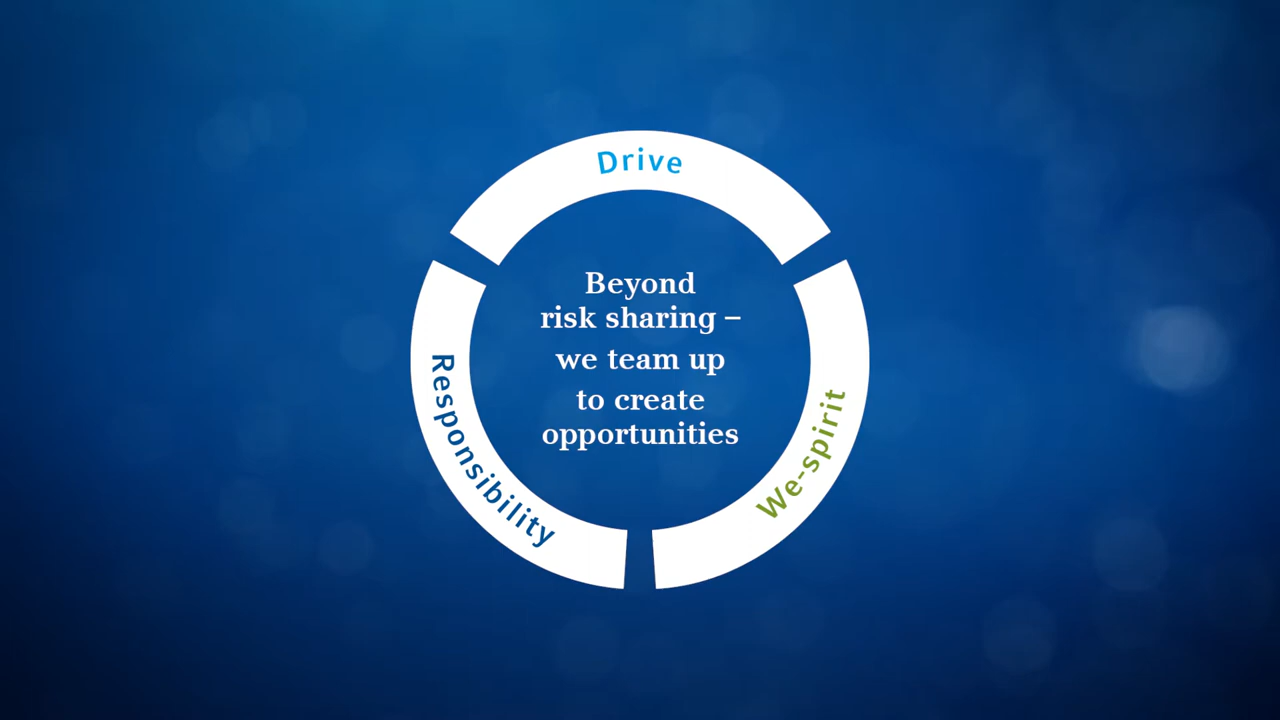 Drive
Beyond
risk sharing –
we team up
to create
opportunities
Responsibility
We-spirit